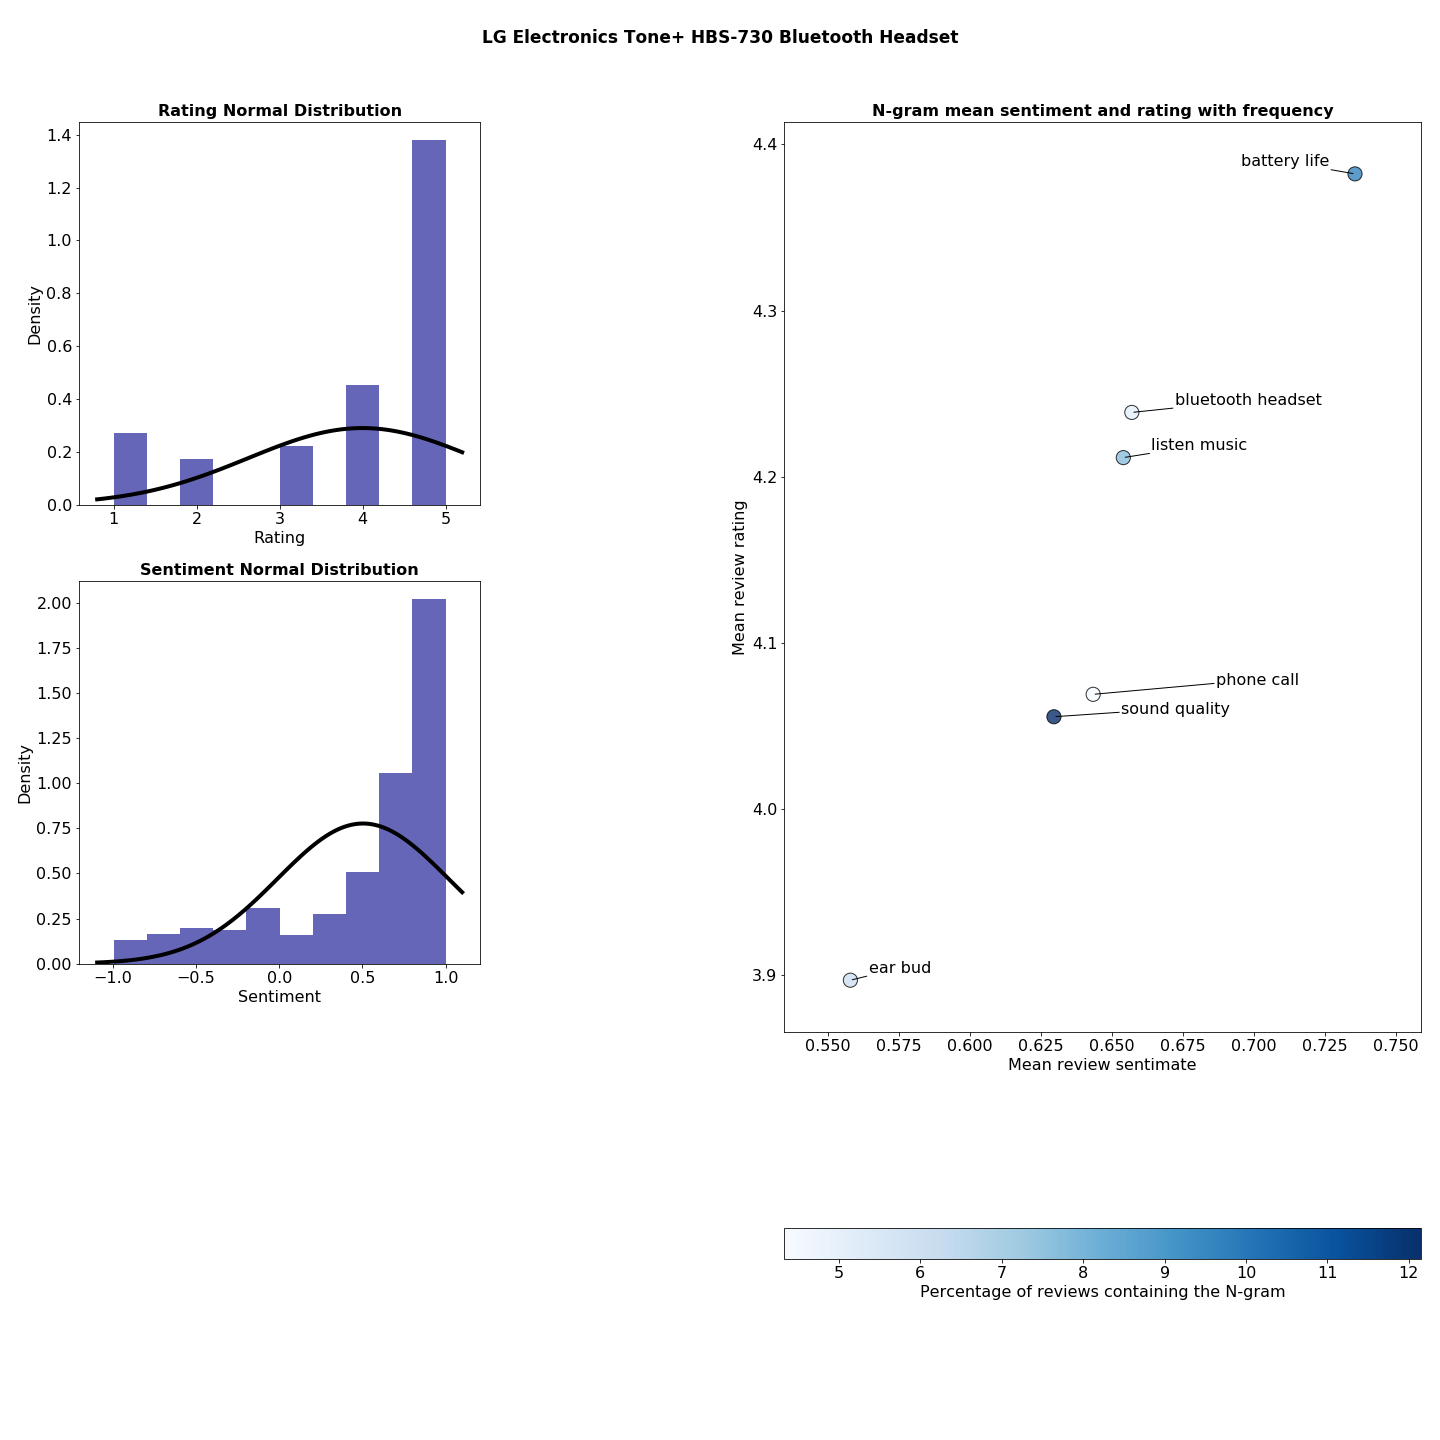 LG Electronics Tone+ HBS-730 Bluetooth Headset
Rating Normal Distribution
1.4
1.2
1.0
0.8
0.6
0.4
0.2
0.0
Density
1 2 3 4 5
Rating
Sentiment Normal Distribution
2.00
1.75
1.50
1.25
1.00
0.75
0.50
0.25
0.00
Density
−1.0 −0.5 0.0 0.5 1.0
Sentiment
N-gram mean sentiment and rating with frequency
4.4
4.3
4.2
4.1
4.0
3.9
Mean review rating
battery life
bluetooth headset
listen music
phone call
sound quality
ear bud
0.550 0.575 0.600 0.625 0.650 0.675 0.700 0.725 0.750
Mean review sentimate
5 6 7 8 9 10 11 12
Percentage of reviews containing the N-gram